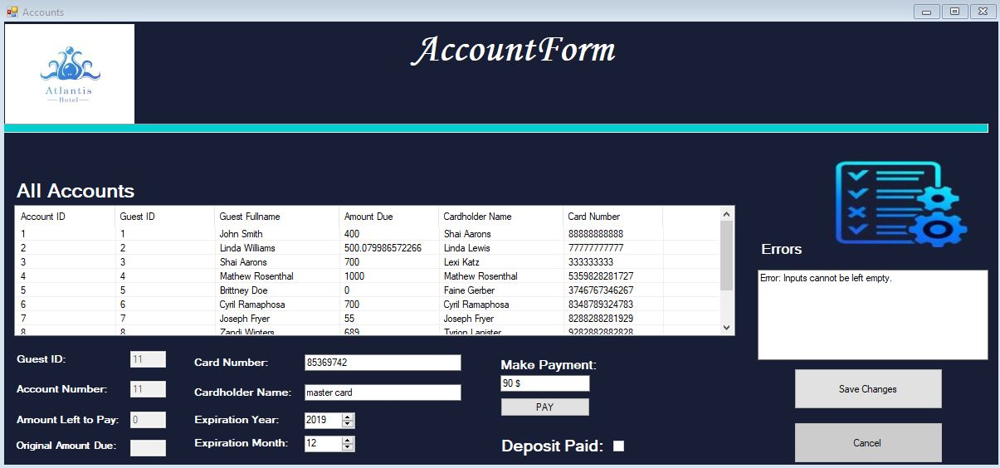 Accounts
AccountForm
Atlantis
Hotel
All Accounts
Account ID Guest ID Guest Fullname Amount Due Cardholder Name Card Number
1 1 John Smith 400 Shai Aarons 88888888888
2 2 Linda Williams 500.079986572266 Linda Lewis 77777777777
3 3 Shai Aarons 700 Lexi Katz 333333333
4 4 Mathew Rosenthal 1000 Mathew Rosenthal 5359828281727
5 5 Brittney Doe 0 Faine Gerber 3746767346267
6 6 Cyril Ramaphosa 700 Cyril Ramaphosa 8348789324783
7 7 Joseph Fryer 55 Joseph Fryer 8288288281929
8 8 Zandi Winters 689 Tyrion Lanister 9282882882828
Errors
Error: Inputs cannot be left empty.
Guest ID: 11
Account Number: 11
Amount Left to Pay: 0
Original Amount Due:
Card Number: 85369742
Cardholder Name: master card
Expiration Year: 2019
Expiration Month: 12
Make Payment:
90 $
PAY
Deposit Paid:
Save Changes
Cancel